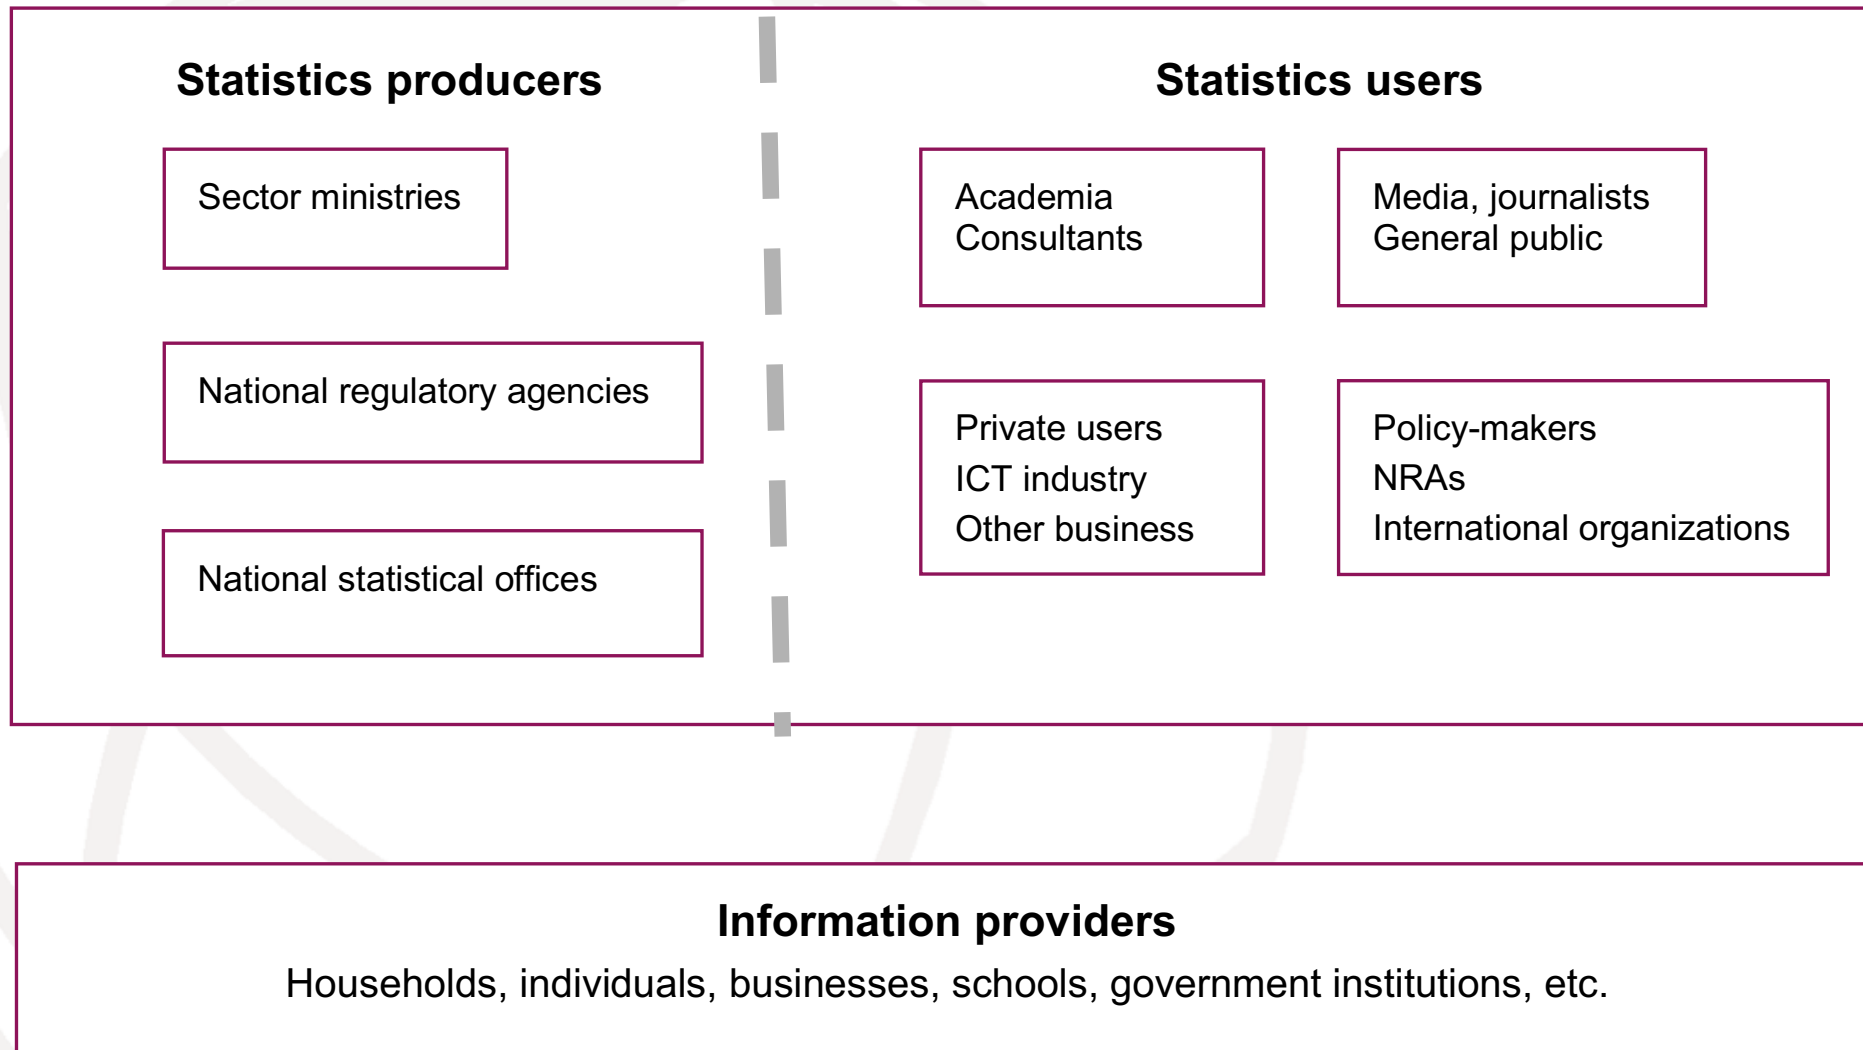 Statistics producers
Sector ministries
National regulatory agencies
National statistical offices
Statistics users
Academia
Consultants
Media, journalists
General public
Private users
ICT industry
Other business
Policy-makers
NRAs
International organizations
Information providers
Households, individuals, businesses, schools, government institutions, etc.